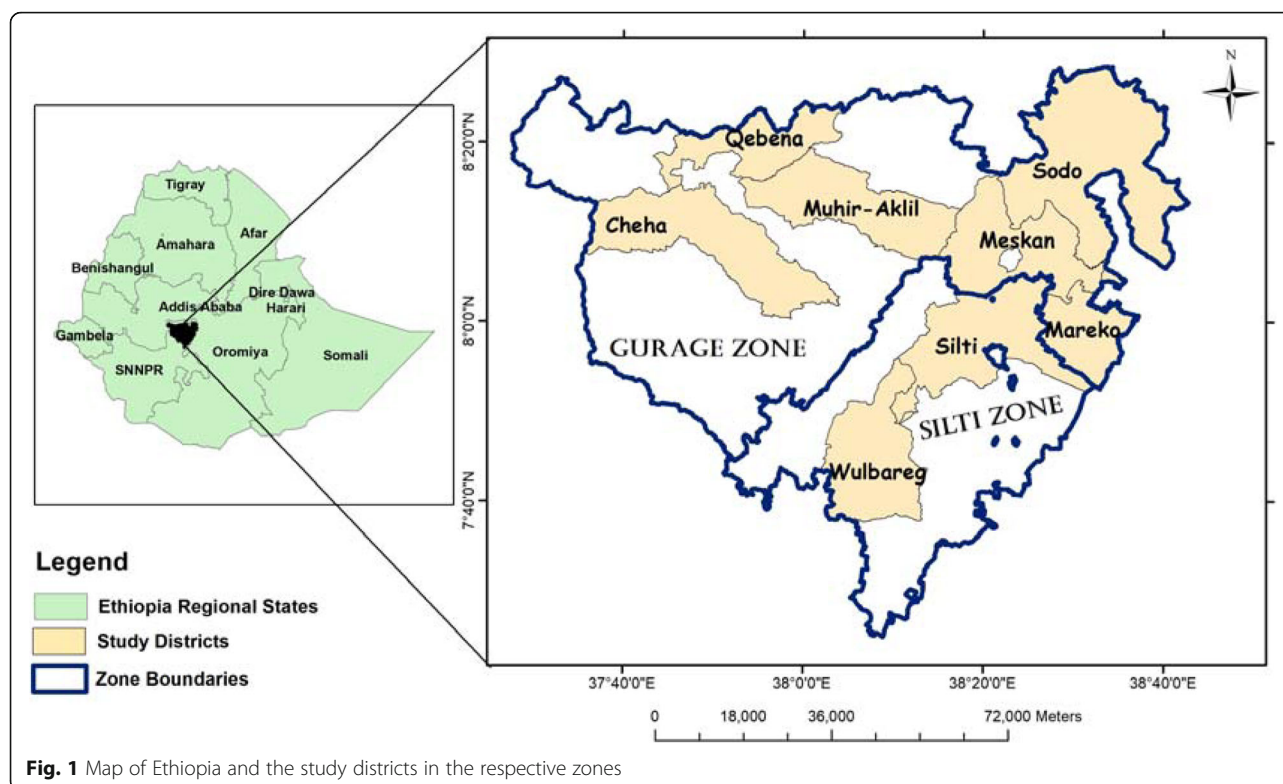 N
8°20'0"N
8°0'0"N
7°40'0"N
Tigray
Amahara
Afar
Benishangul
Dire Dawa
Addis Ababa
Harari
Gambela
Oromiya
Somali
SNNPR
Qebena
Sodo
Cheha
Muhir-Aklil
Meskan
Mareko
Silti
GURAGE ZONE
SILTI ZONE
Wulbareg
Legend
Ethiopia Regional States
Study Districts
Zone Boundaries
37°40'0"E
38°0'0"E
38°20'0"E
38°40'0"E
0 18,000 36,000 72,000 Meters
Fig. 1 Map of Ethiopia and the study districts in the respective zones